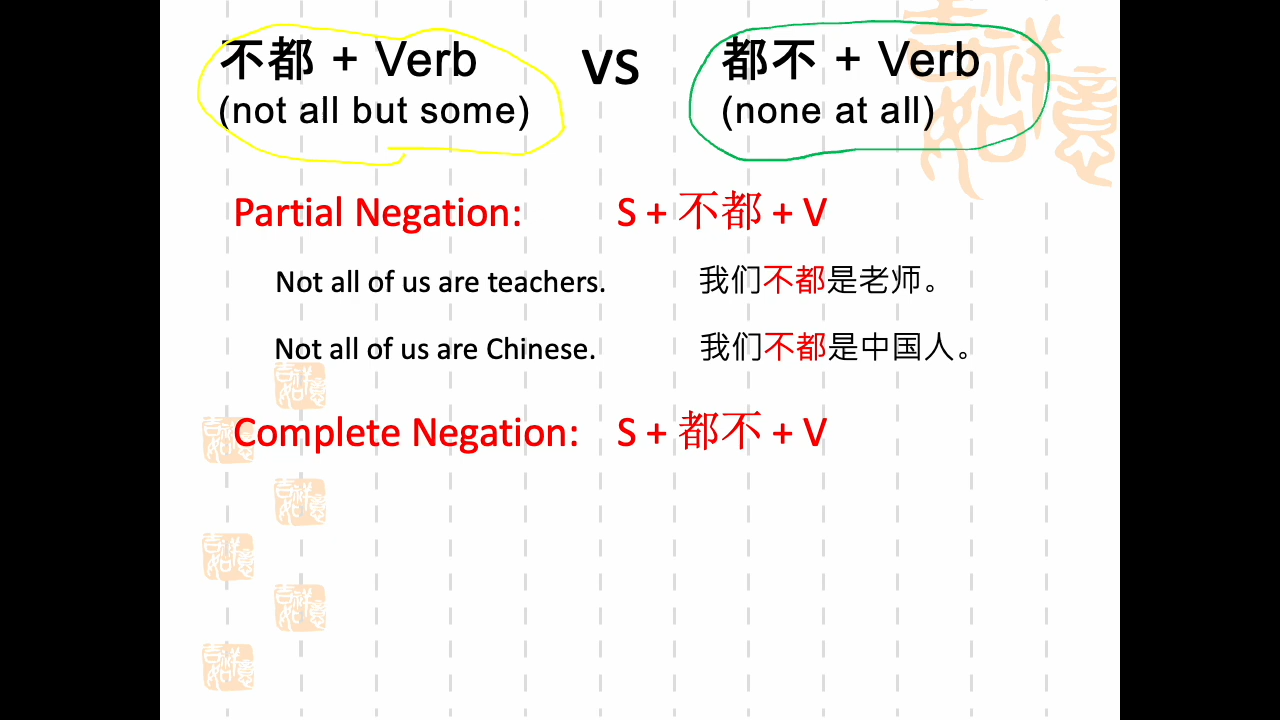 不都 + Verb vs 都不 + Verb
(not all but some) (none at all)
Partial Negation: S + 不都 + V
Not all of us are teachers. 我们不都是老师。
Not all of us are Chinese. 我们不都是中国人。
Complete Negation: S + 都不 + V